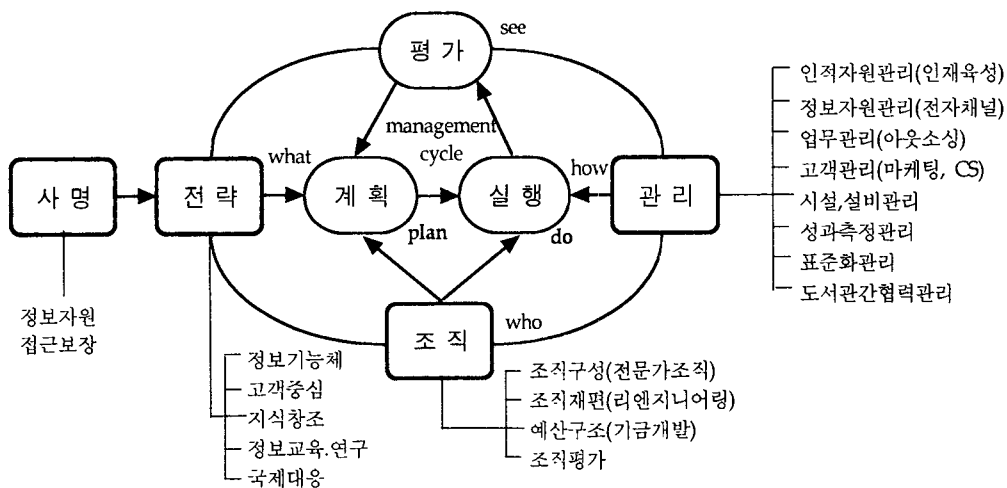 평 가
see
management
cycle
what
how
사 명
전 략
계 획
실 행
관 리
plan
do
인적자원관리(인재육성)
정보자원관리(전자채널)
업무관리(아웃소싱)
고객관리(마케팅, CS)
시설,설비관리
성과측정관리
표준화관리
도서관간협력관리
정보자원
접근보장
조 직
who
정보기능체
고객중심
지식창조
정보교육.연구
국제대응
조직구성(전문가조직)
조직재편(리엔지니어링)
예산구조(기금개발)
조직평가